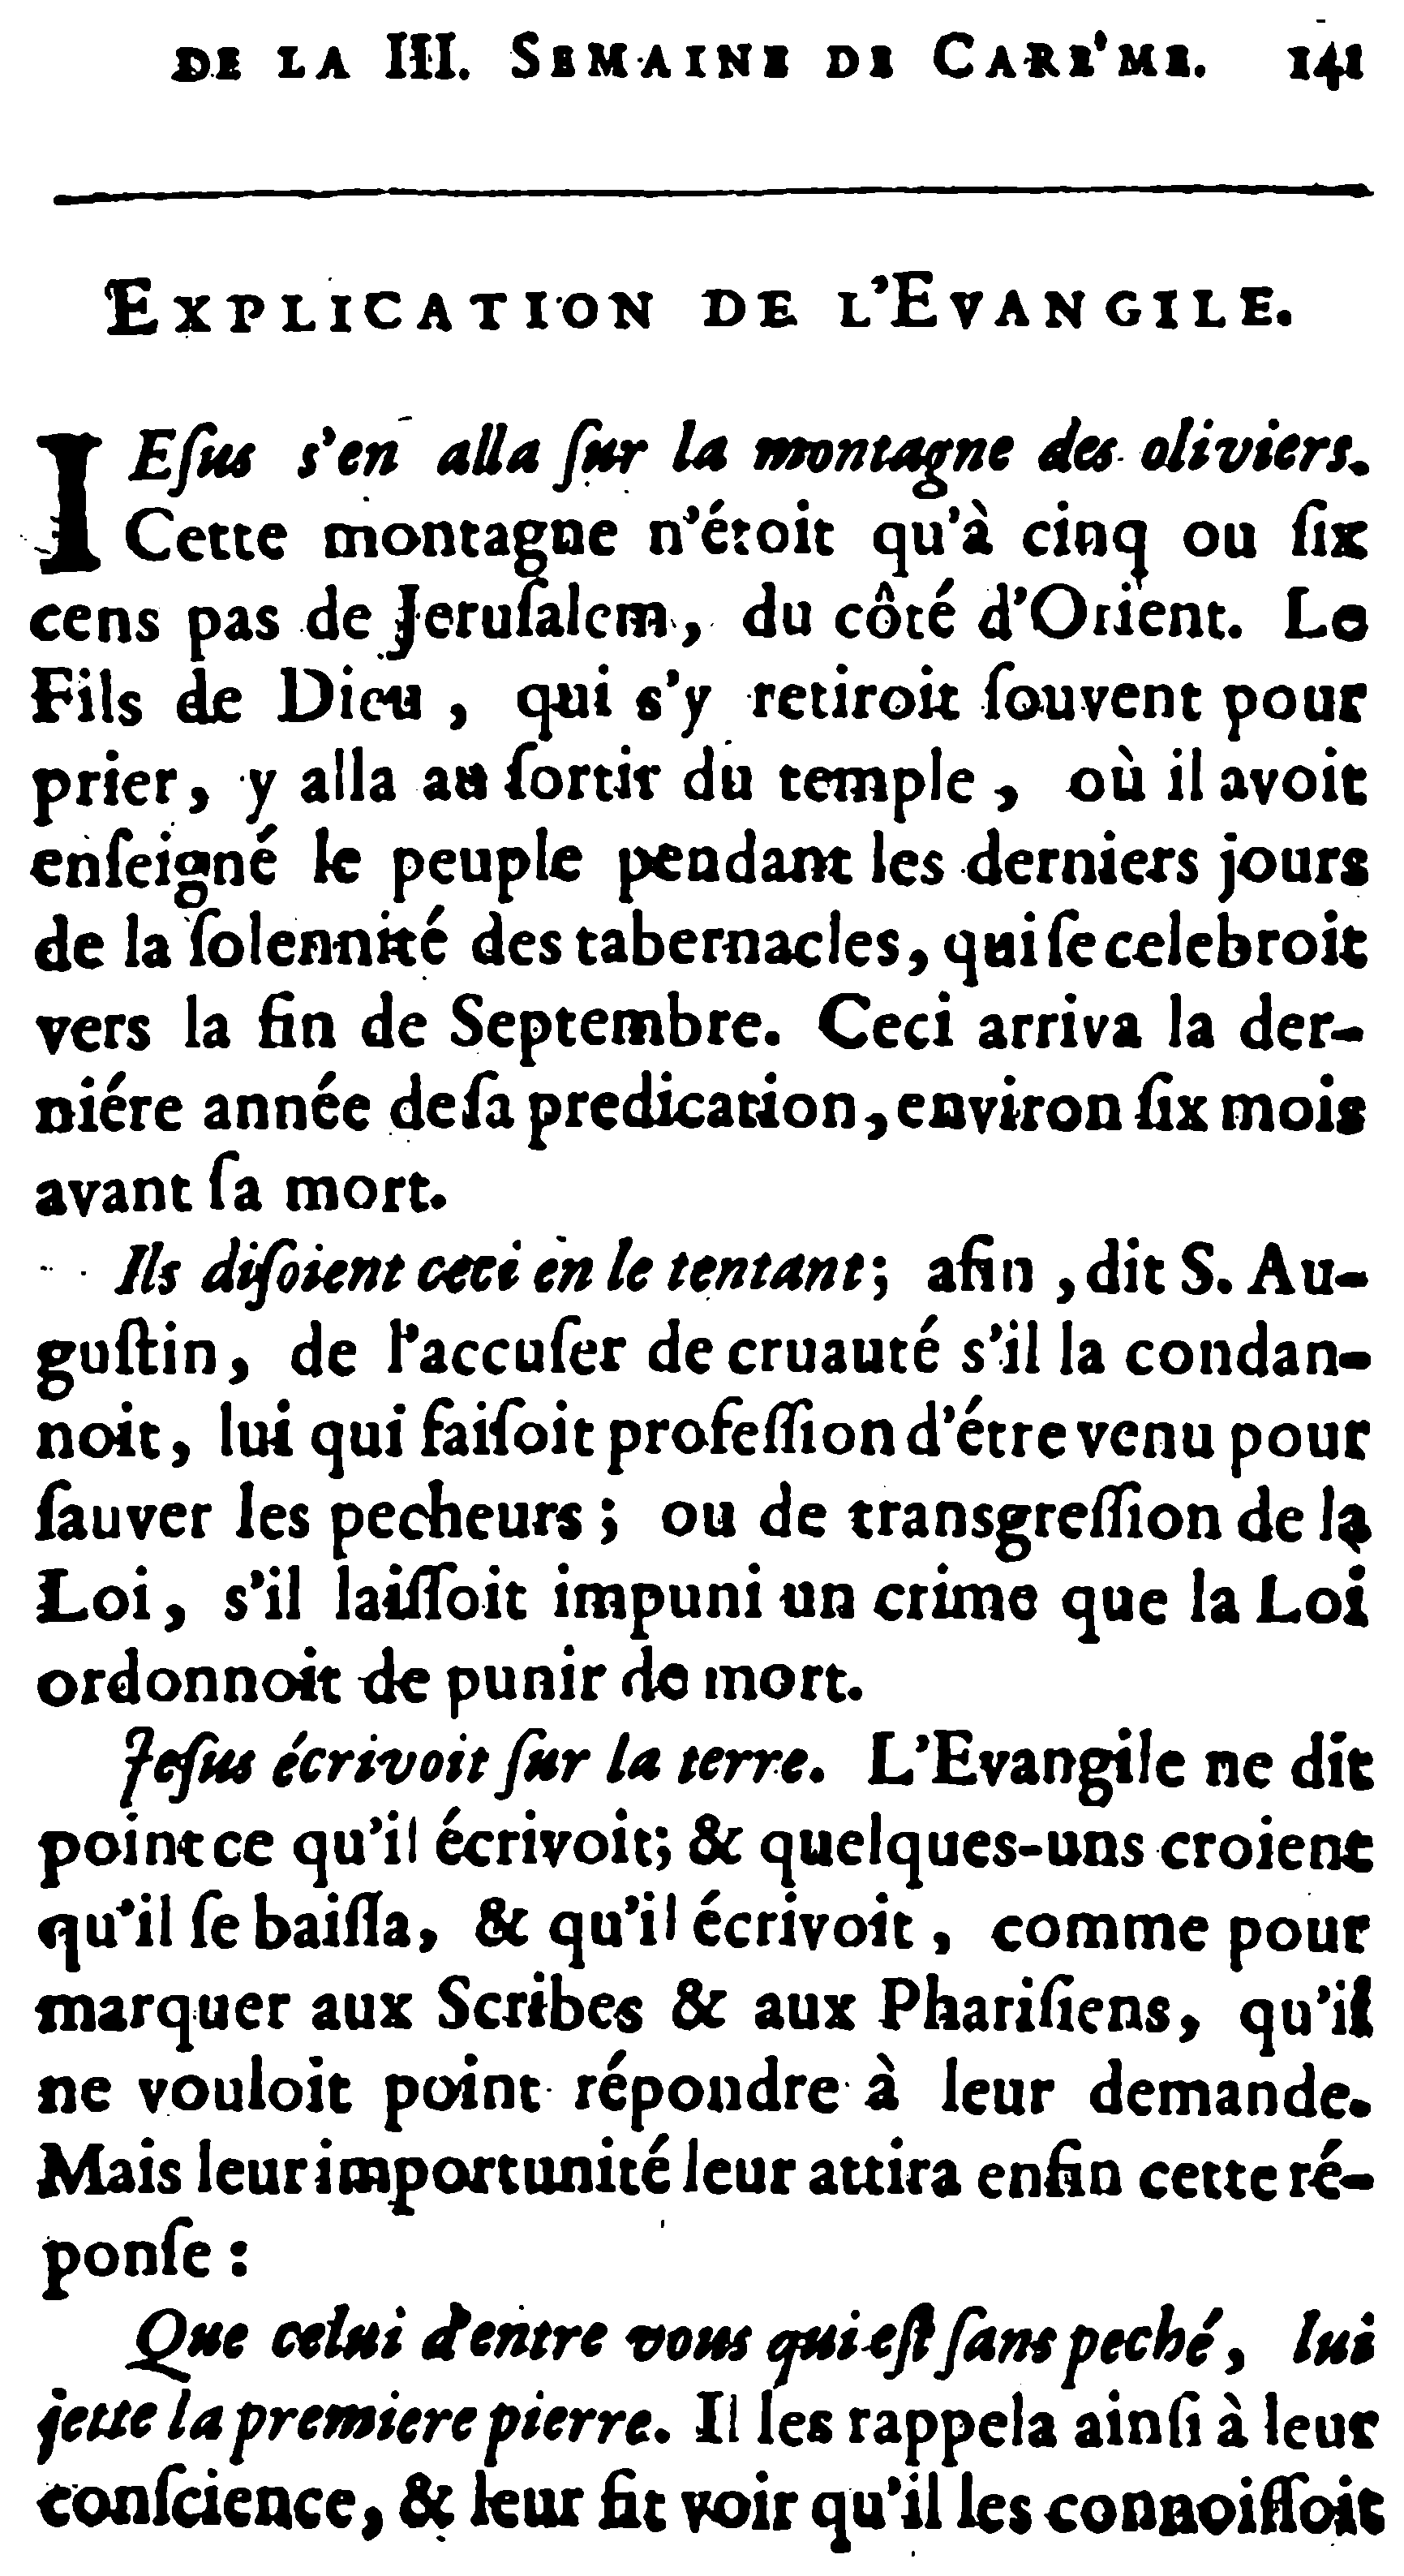 DE LA III. SEMAINE DE CARE'ME. 141
EXPLICATION DE L'EVANGILE.
IEſus s'en alla ſur la montagne des oliviers.
Cette montagne n'étoit qu'à cinq ou ſix
cens pas de Jeruſalem, du côté d'Orient. Le
Fils de Dieu, qui s'y retiroit ſouvent pour
prier, y alla au ſortir du temple, où il avoit
enſeigné le peuple pendant les derniers jours
de la ſolennité des tabernacles, qui ſe celebroit
vers la fin de Septembre. Ceci arriva la der-
niére année de ſa predication, environ ſix mois
avant ſa mort.
Ils diſoient ceci en le tentant; afin, dit S. Au-
guſtin, de l'accuſer de cruauté s'il la condan-
noit, lui qui faiſoit profeſſion d'étre venu pour
ſauver les pecheurs; ou de transgreſſion de la
Loi, s'il laiſſoit impuni un crime que la Loi
ordonnoit de punir de mort.
Jeſus écrivoit ſur la terre. L'Evangile ne dit
point ce qu'il écrivoit; & quelques-uns croient
qu'il ſe baiſſa, & qu'il écrivoit, comme pour
marquer aux Scribes & aux Phariſiens, qu'il
ne vouloit point répondre à leur demande.
Mais leur importunité leur attira enfin cette ré-
ponſe:
Que celui d'entre vous qui eſt ſans peché, lui
jette la premiere pierre. Il les rappela ainſi à leur
conſcience, & leur fit voir qu'il les connoiſſoit